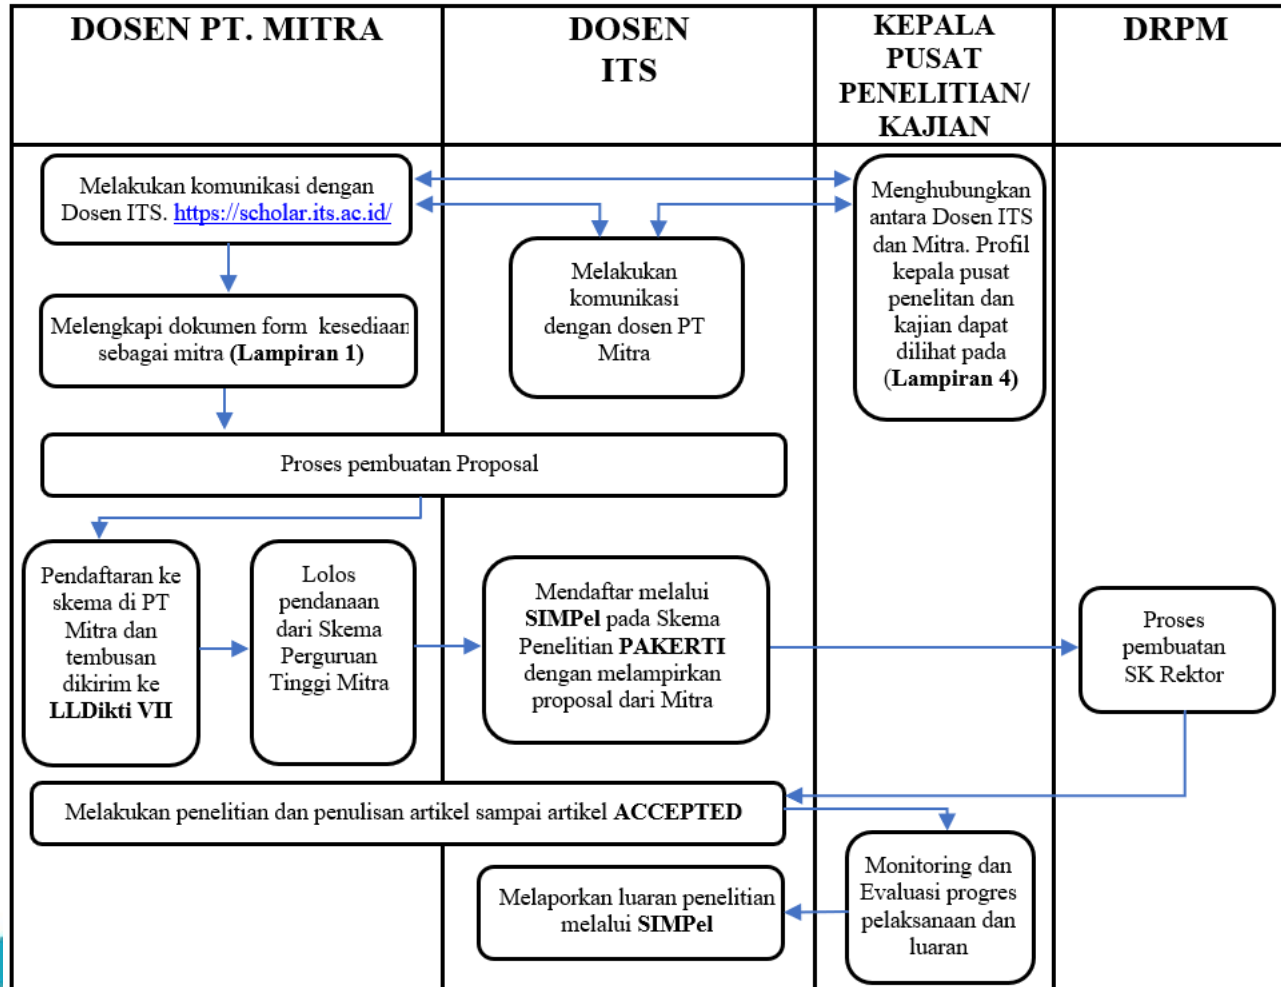 DOSEN PT. MITRA
DOSEN
ITS
KEPALA
PUSAT
PENELITIAN/
KAJIAN
DRPM
Melakukan komunikasi dengan
Dosen ITS. https://scholar.its.ac.id/
Menghubungkan
antara Dosen ITS
dan Mitra. Profil
kepala pusat
penelitan dan
kajian dapat
dilihat pada
(Lampiran 4)
Melakukan
komunikasi
dengan dosen PT
Mitra
Melengkapi dokumen form kesediaan
sebagai mitra (Lampiran 1)
Proses pembuatan Proposal
Pendaftaran ke
skema di PT
Mitra dan
tembusan
dikirim ke
LLDikti VII
Lolos
pendanaan
dari Skema
Perguruan
Tinggi Mitra
Mendaftar melalui
SIMPel pada Skema
Penelitian PAKERTI
dengan melampirkan
proposal dari Mitra
Proses
pembuatan
SK Rektor
Melakukan penelitian dan penulisan artikel sampai artikel ACCEPTED
Monitoring dan
Evaluasi progres
pelaksanaan dan
luaran
Melaporkan luaran penelitian
melalui SIMPel